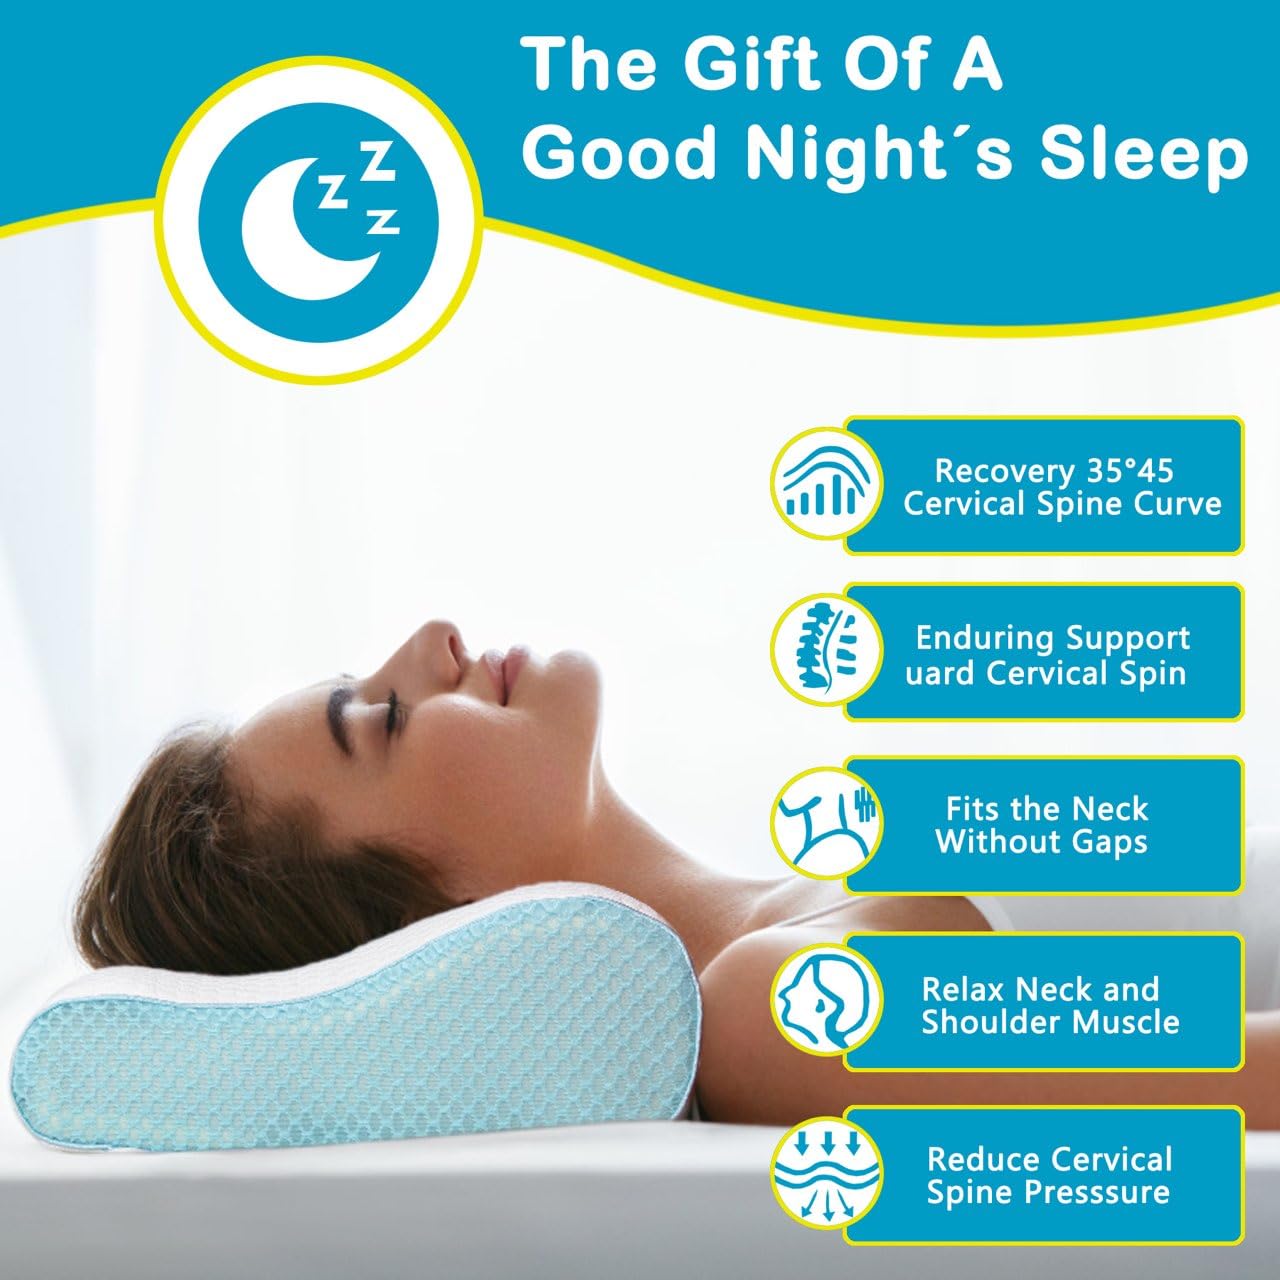 The Gift Of A
Good Night´s Sleep
z Z
z
Recovery 35°45
Cervical Spine Curve
Enduring Support
uard Cervical Spin
Fits the Neck
Without Gaps
Relax Neck and
Shoulder Muscle
Reduce Cervical
Spine Presssure